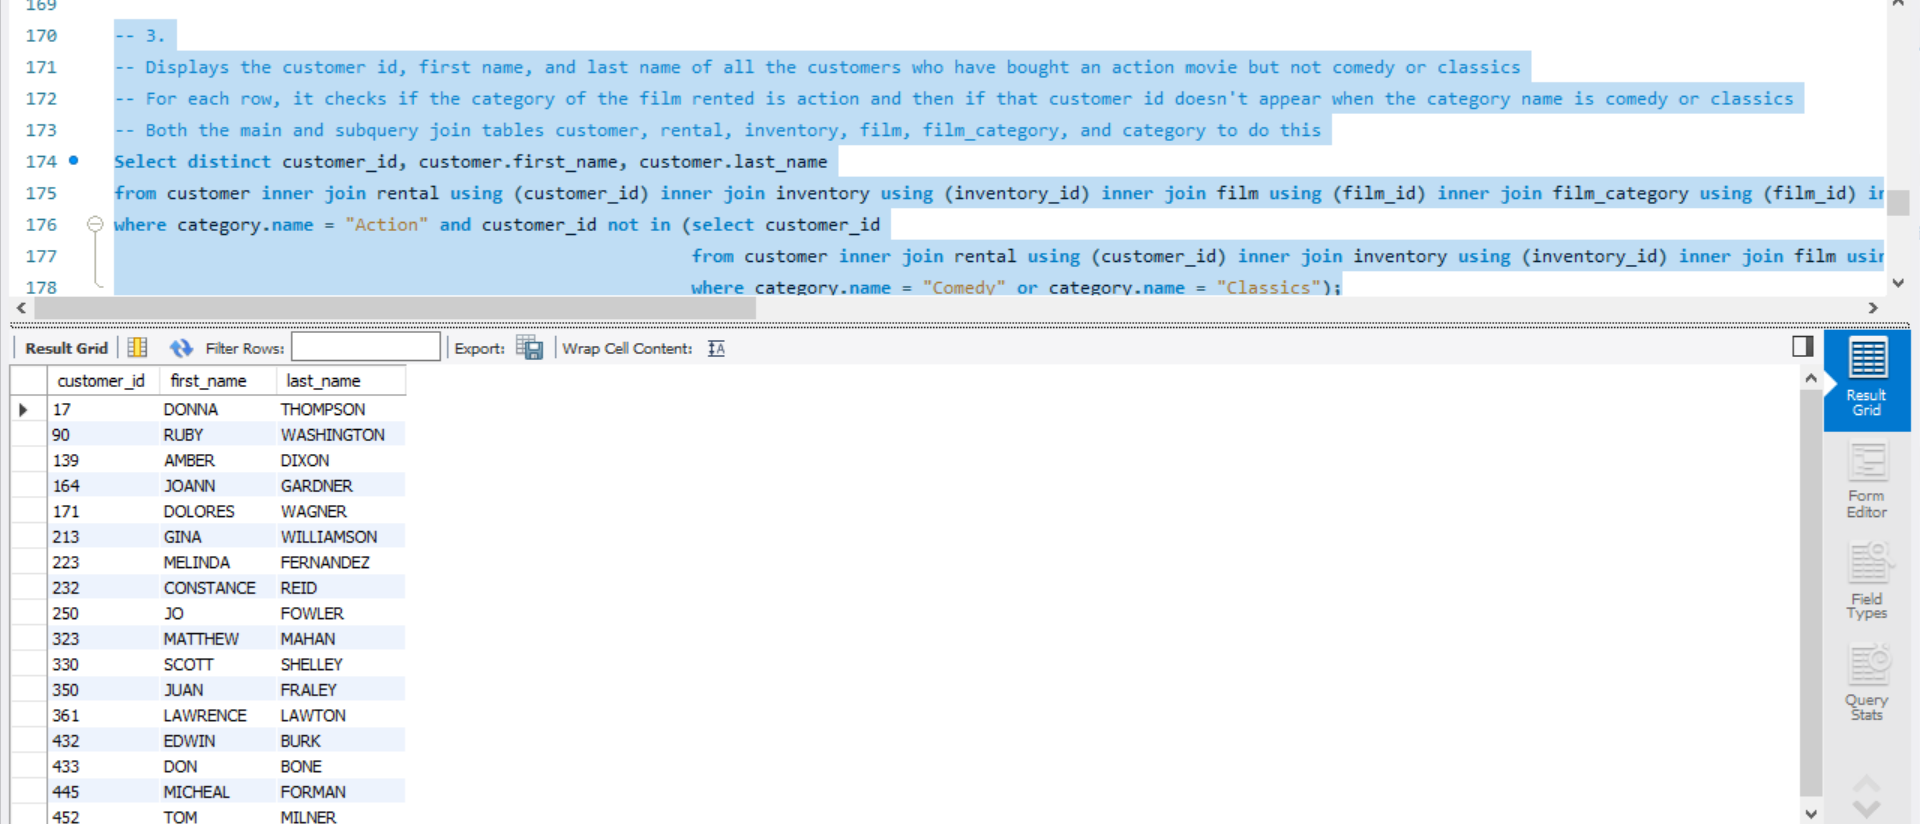 169
170 -- 3.
171 -- Displays the customer id, first name, and last name of all the customers who have bought an action movie but not comedy or classics
172 -- For each row, it checks if the category of the film rented is action and then if that customer id doesn't appear when the category name is comedy or classics
173 -- Both the main and subquery join tables customer, rental, inventory, film, film_category, and category to do this
174 Select distinct customer_id, customer.first_name, customer.last_name
175 from customer inner join rental using (customer_id) inner join inventory using (inventory_id) inner join film using (film_id) inner join film_category using (film_id) in
176 where category.name = "Action" and customer_id not in (select customer_id
177 from customer inner join rental using (customer_id) inner join inventory using (inventory_id) inner join film usin
178 where category.name = "Comedy" or category.name = "Classics");
Result Grid Filter Rows: Export: Wrap Cell Content:
customer_id first_name last_name
17 DONNA THOMPSON
90 RUBY WASHINGTON
139 AMBER DIXON
164 JOANN GARDNER
171 DOLORES WAGNER
213 GINA WILLIAMSON
223 MELINDA FERNANDEZ
232 CONSTANCE REID
250 JO FOWLER
323 MATTHEW MAHAN
330 SCOTT SHELLEY
350 JUAN FRALEY
361 LAWRENCE LAWTON
432 EDWIN BURK
433 DON BONE
445 MICHEAL FORMAN
452 TOM MILNER
Result
Grid
Form
Editor
Field
Types
Query
Stats